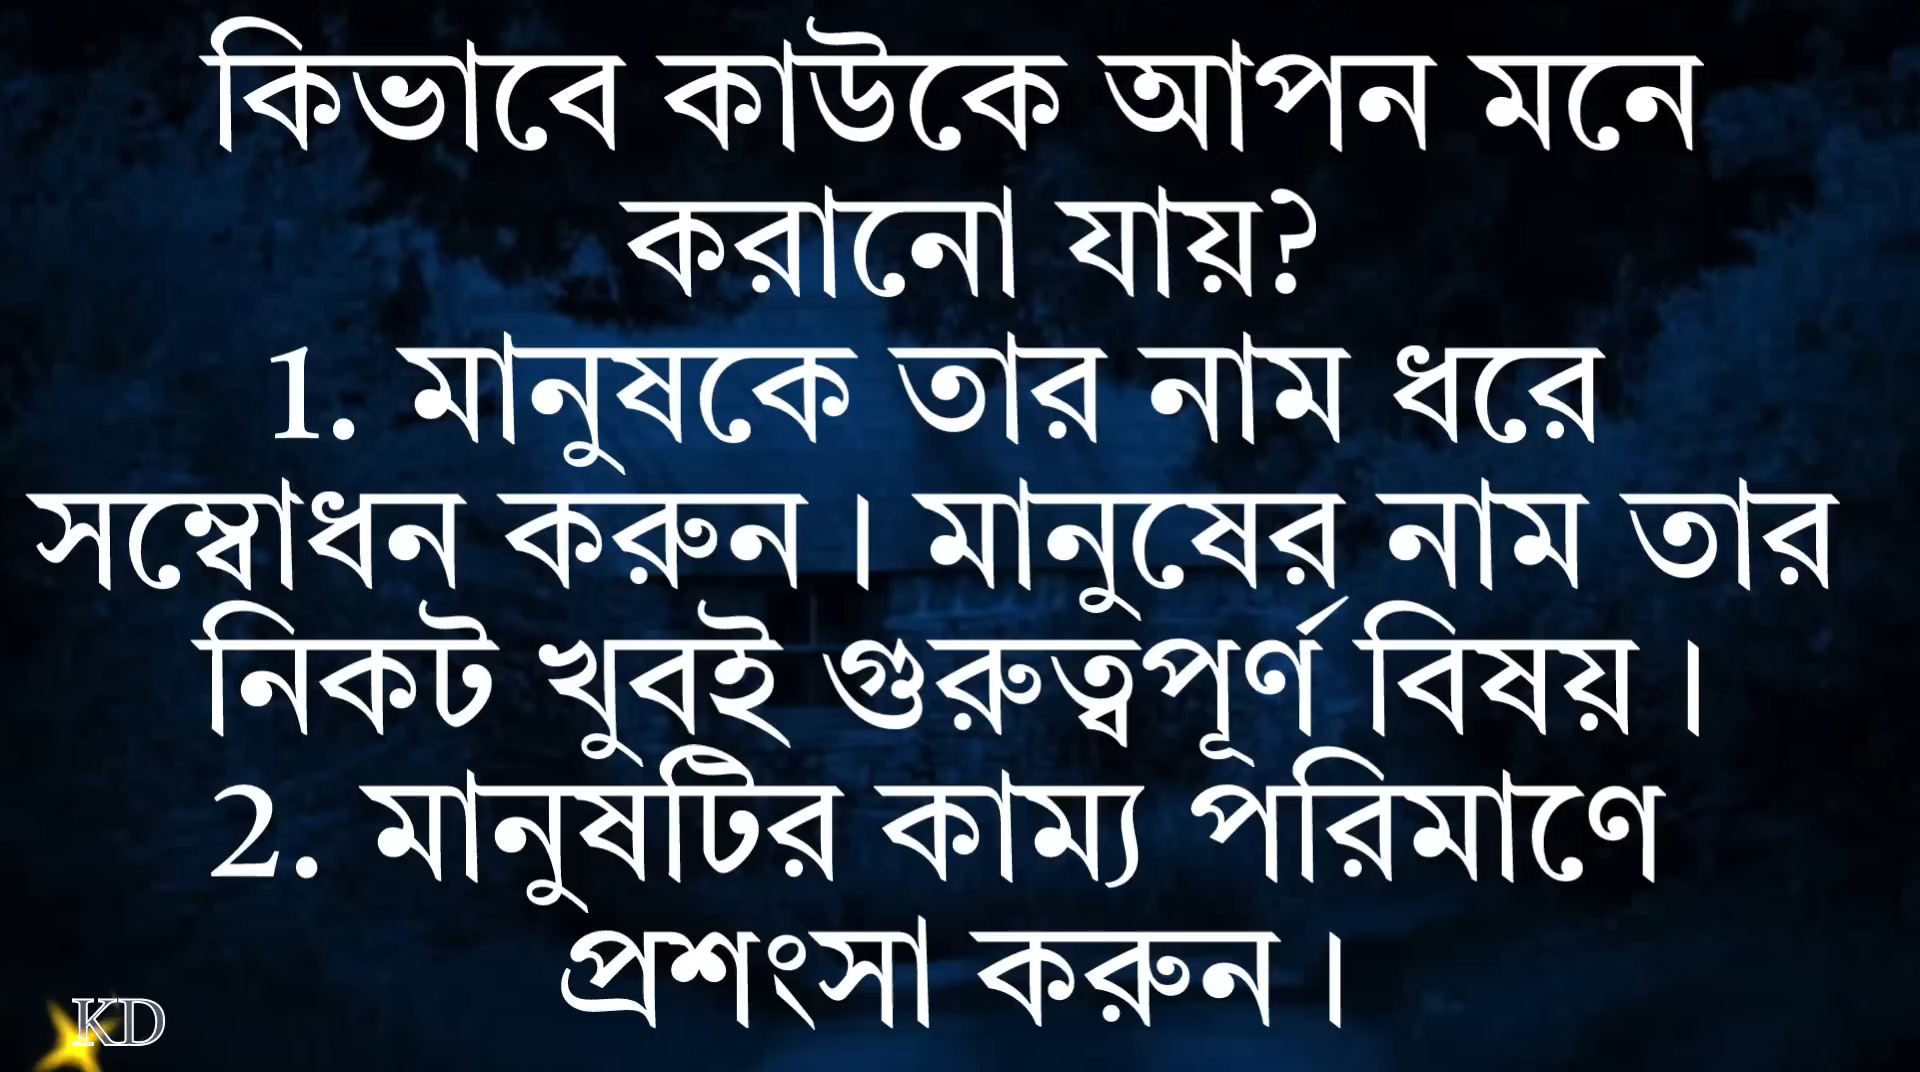 কিভাবে কাউকে আপন মনে
করানো যায়?
1. মানুষকে তার নাম ধরে
সম্বোধন করুন। মানুষের নাম তার
নিকট খুবই গুরুত্বপূর্ণ বিষয়।
2. মানুষটির কাম্য পরিমাণে
প্রশংসা করুন।
KD